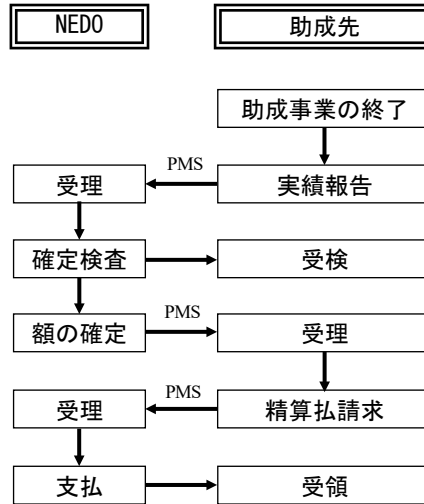 NEDO
助成先
助成事業の終了
PMS
受理
実績報告
確定検査
受検
PMS
額の確定
受理
PMS
受理
精算払請求
支払
受領